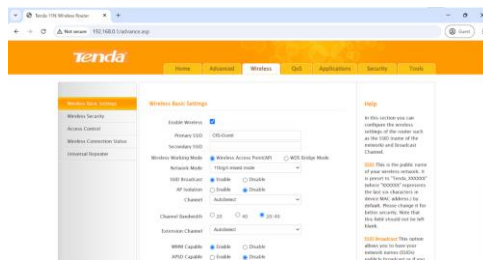 Tenda 11N Wireless Router
Not secure 192.168.0.1/advance.asp
Guest
Tenda
Home Advanced Wireless QoS Applications Security Tools
Wireless Basic Settings
Wireless Security
Access Control
Wireless Connection Status
Universal Repeater
Wireless Basic Settings
Enable Wireless
Primary SSID
Secondary SSID
Wireless Working Mode Wireless Access Point(AP) WDS Bridge Mode
Network Mode 11b/g/n mixed mode
SSID Broadcast Enable Disable
AP Isolation Enable Disable
Channel AutoSelect
Channel Bandwidth 20 40 20/40
Extension Channel AutoSelect
WMM Capable Enable Disable
APSD Capable Enable Disable
Help
In this section you can
configure the wireless
settings of the router such
as the SSID (name of the
network) and Broadcast
Channel.
SSID This is the public name
of your wireless network. It
is preset to "Tenda_XXXXXX"
(where "XXXXXX" represents
the last six characters in
device MAC address.) by
default. Please change it for
better security. Note that
this field should not be left
blank.
SSID Broadcast This option
allows you to have your
network names (SSIDs)
publicly broadcast or if you